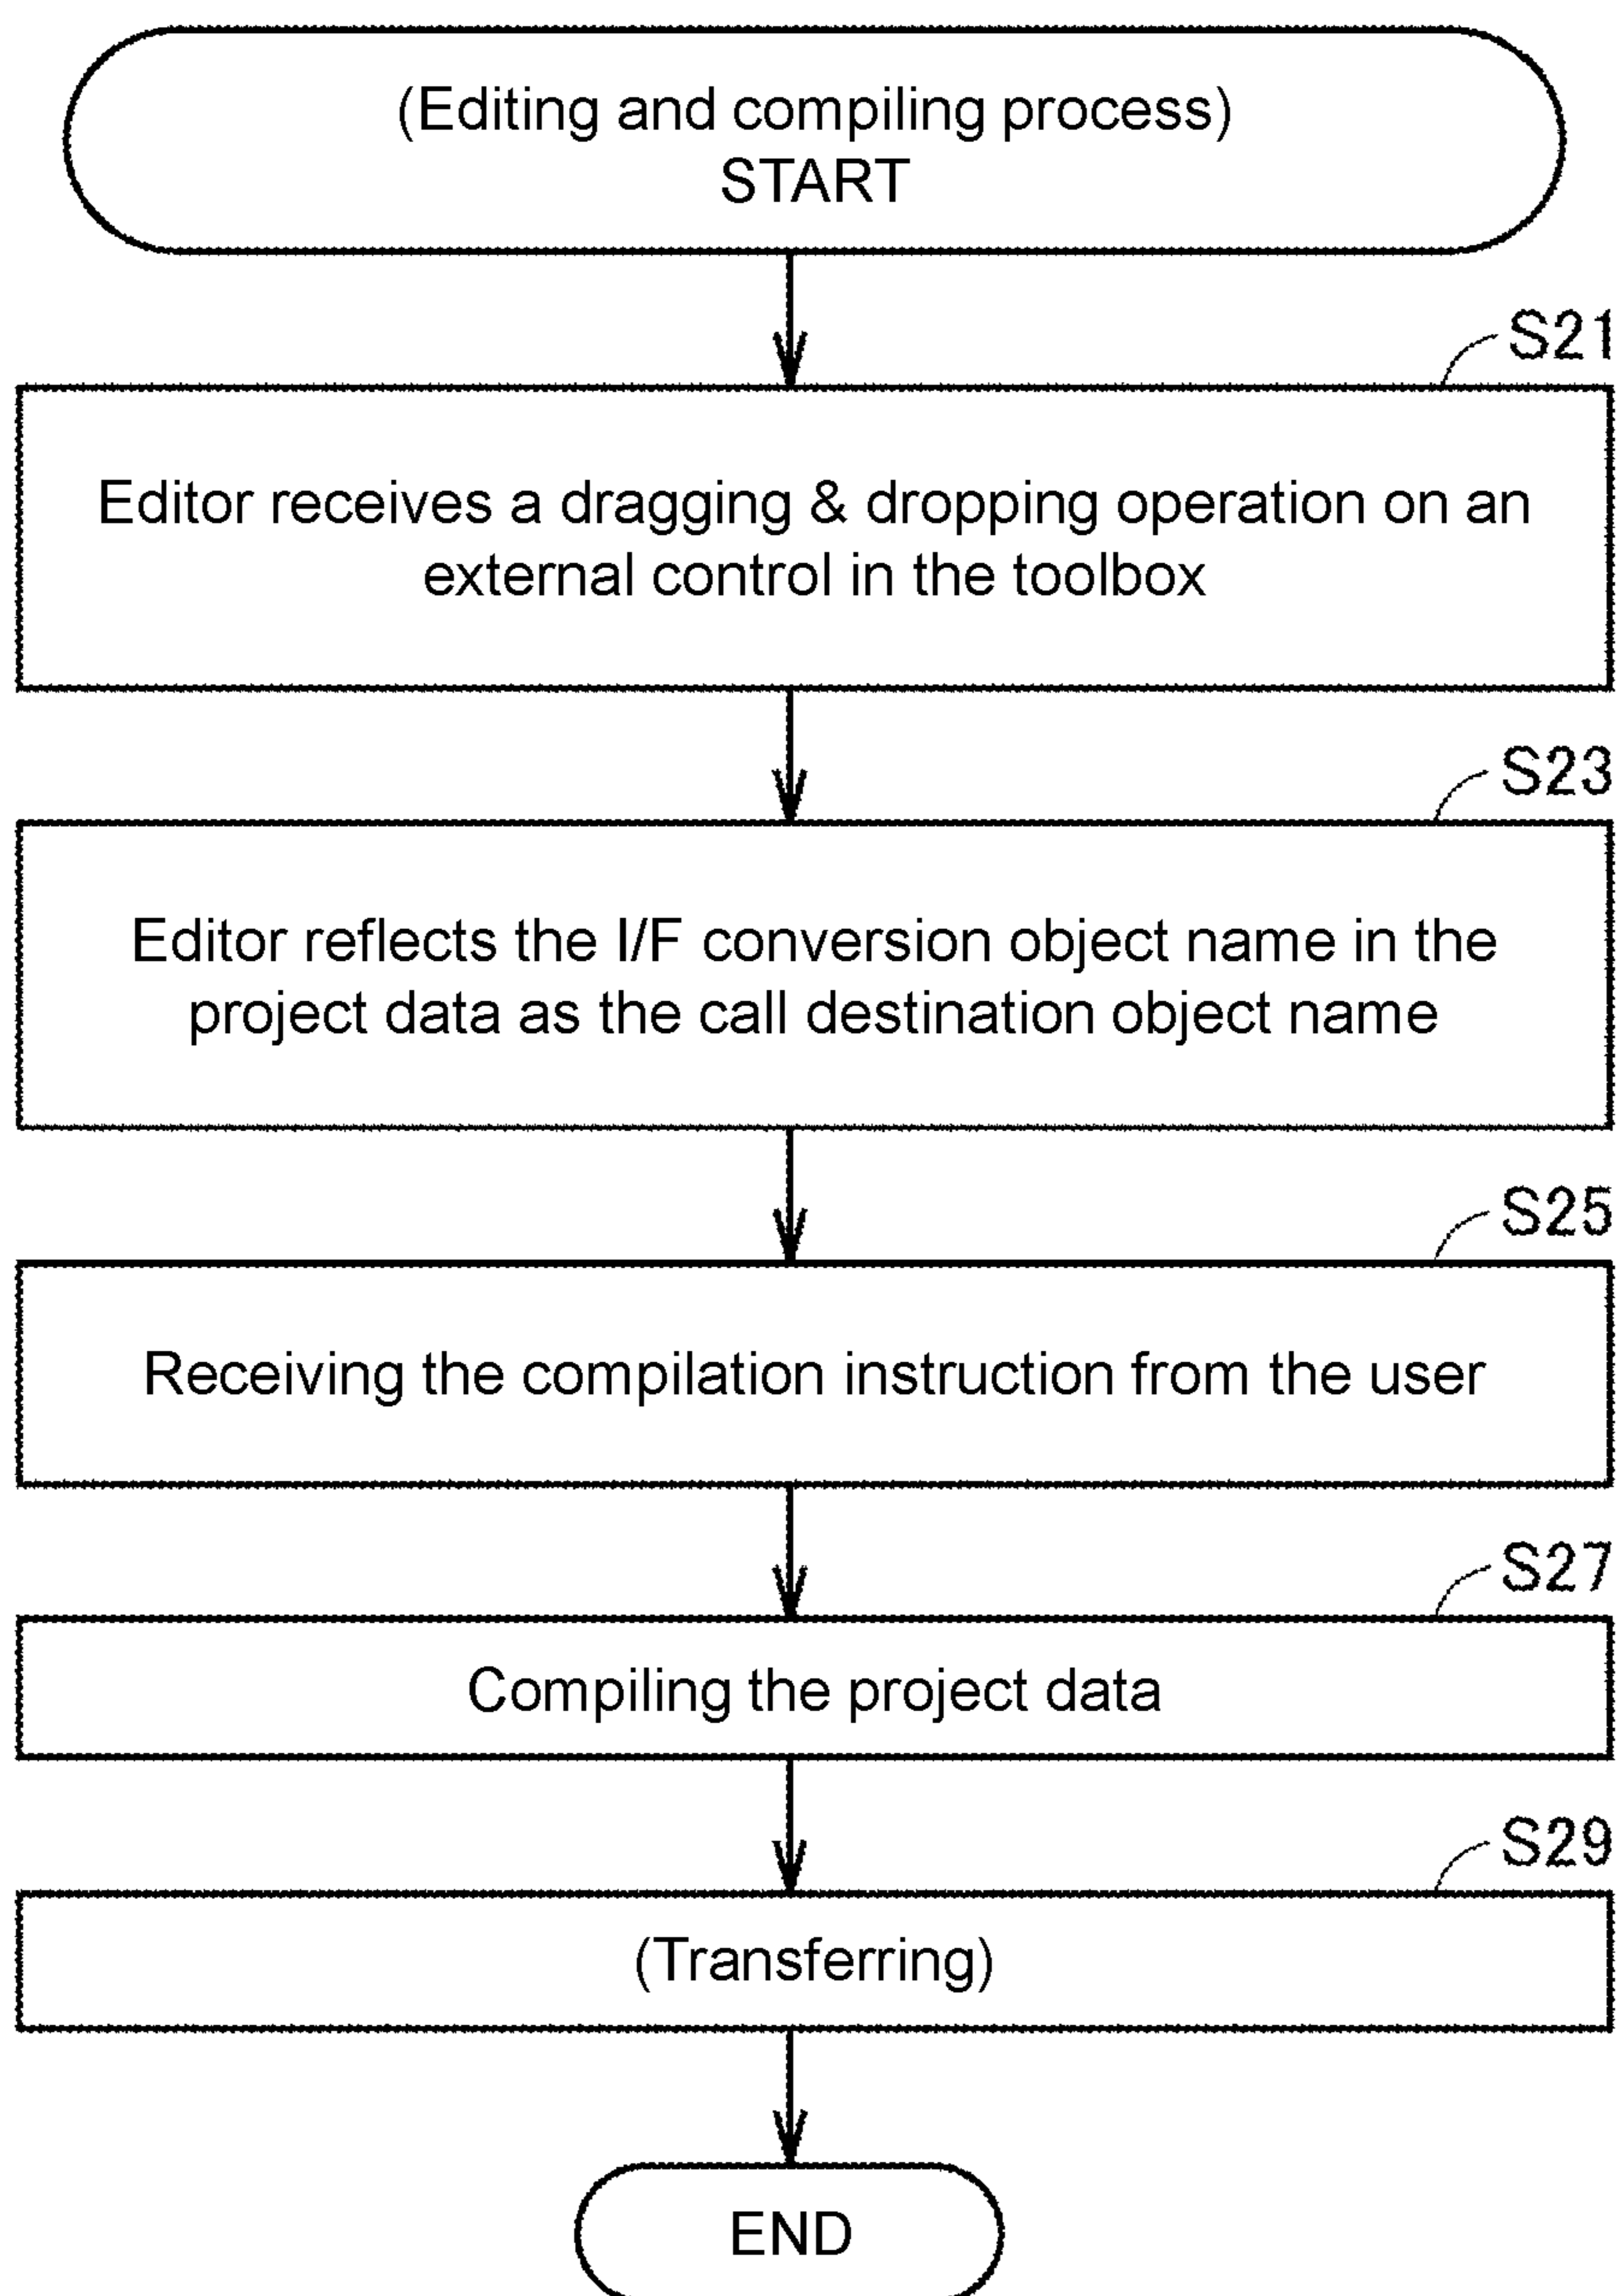 (Editing and compiling process)
START
S21
Editor receives a dragging & dropping operation on an
external control in the toolbox
S23
Editor reflects the I/F conversion object name in the
project data as the call destination object name
S25
Receiving the compilation instruction from the user
S27
Compiling the project data
S29
(Transferring)
END